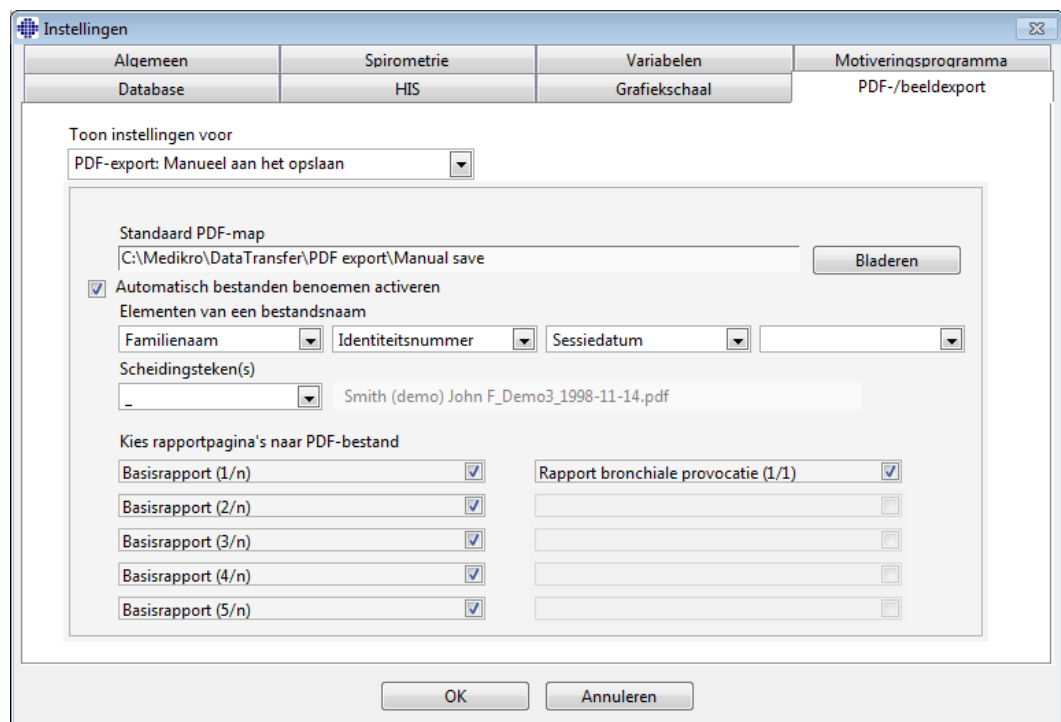 Instellingen
Algemeen Spirometrie Variabelen Motiveringsprogramma
Database HIS Grafiekschaal PDF-/beeldexport
Toon instellingen voor
PDF-export: Manueel aan het opslaan
Standaard PDF-map
C:\Medikro\DataTransfer\PDF export\Manual save Bladeren
Automatisch bestanden benoemen activeren
Elementen van een bestandsnaam
Familienaam Identiteitsnummer Sessiedatum
Scheidingsteken(s)
_ Smith (demo) John F_Demo3_1998-11-14.pdf
Kies rapportpagina's naar PDF-bestand
Basisrapport (1/n) Rapport bronchiale provocatie (1/1)
Basisrapport (2/n)
Basisrapport (3/n)
Basisrapport (4/n)
Basisrapport (5/n)
OK Annuleren